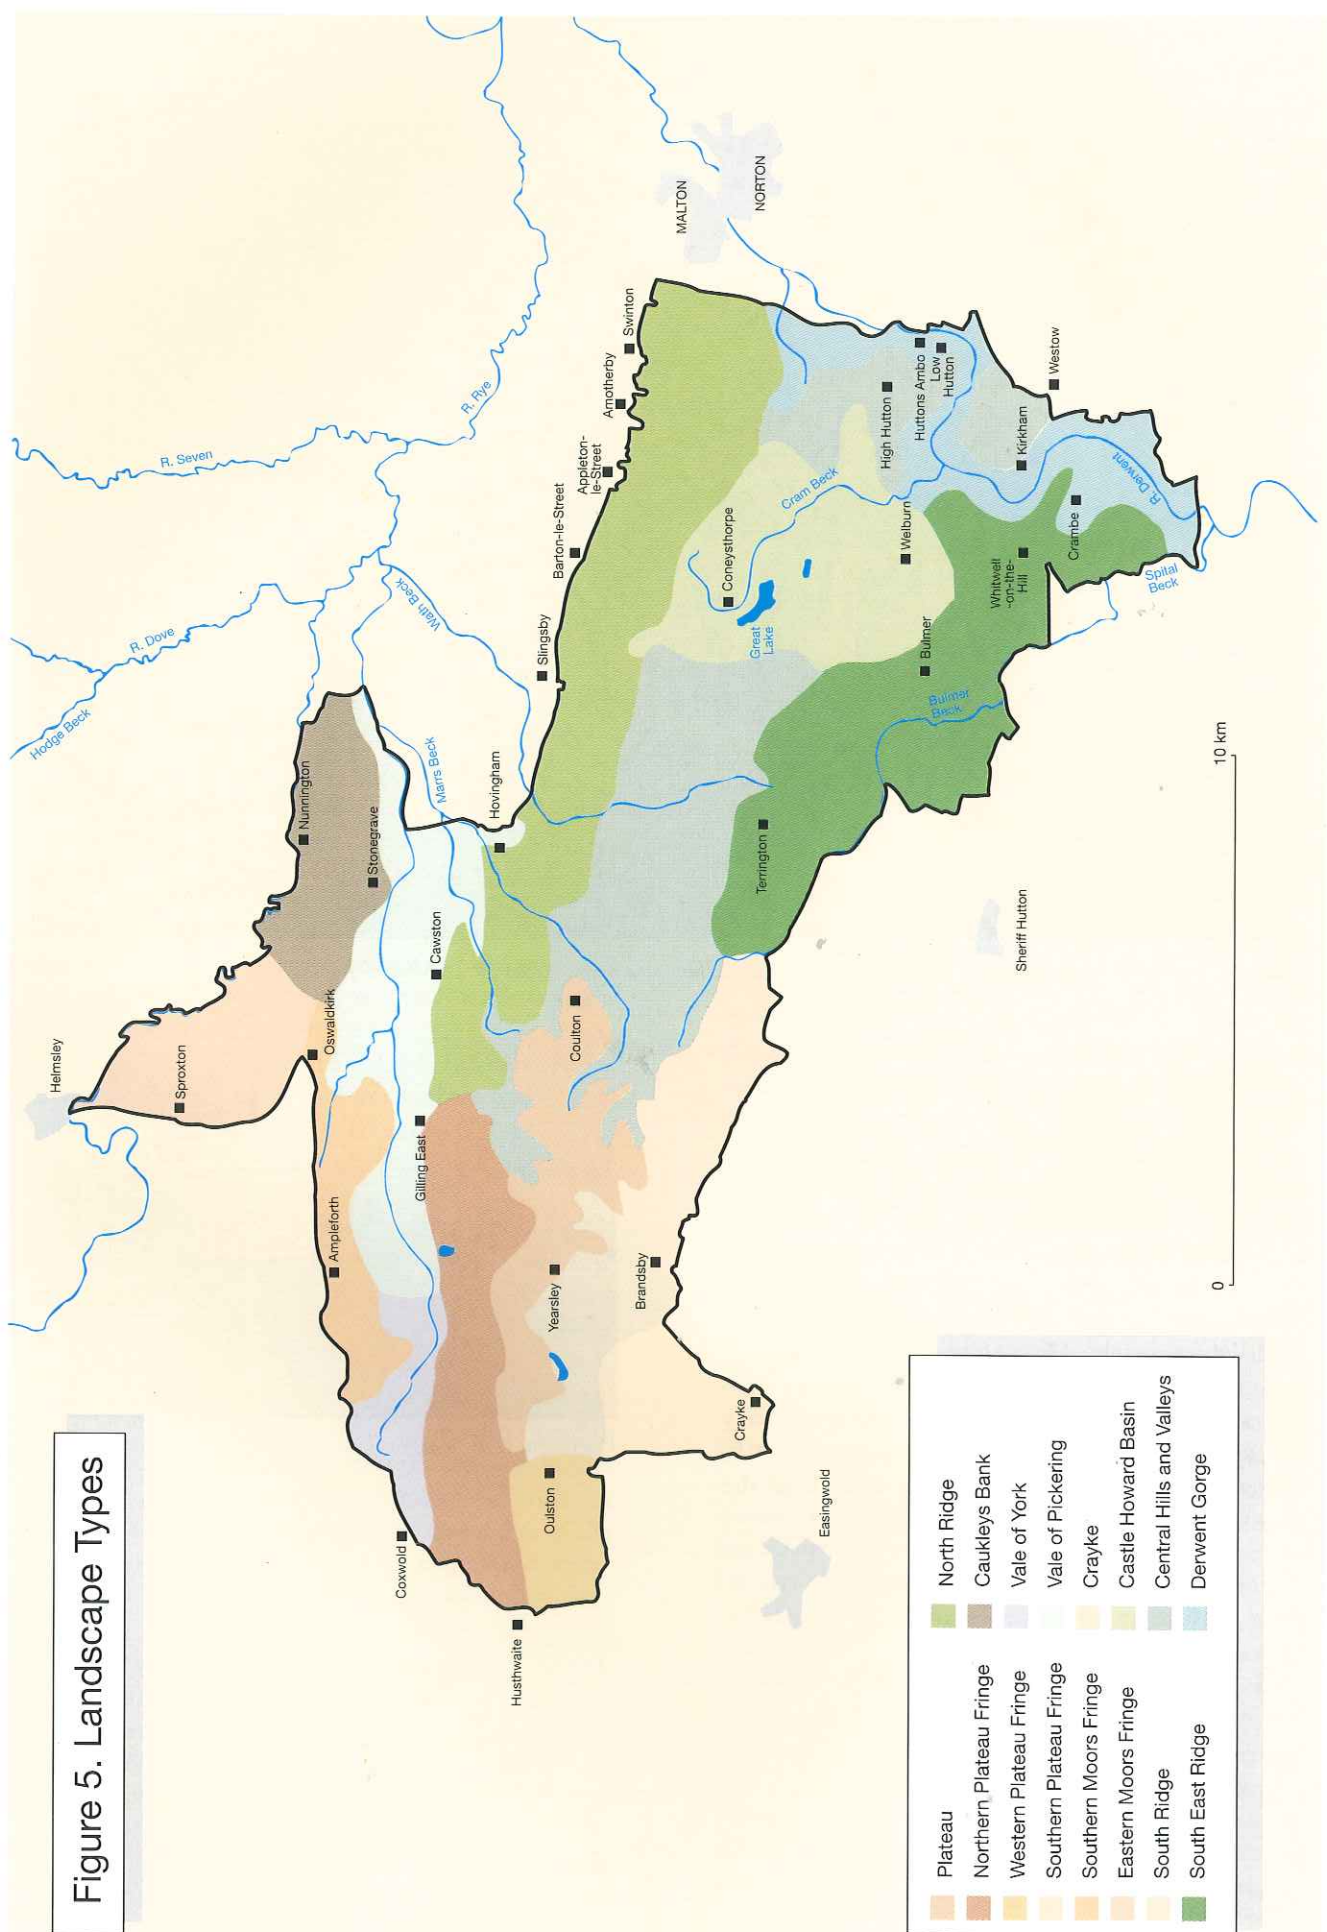 Figure 5. Landscape Types
Helmsley
Sproxton
Oswaldkirk
Ampleforth
Gilling East
Cawston
Nunnington
Stonegrave
Hovingham
Coulton
Yearsley
Brandsby
Crayke
Oulston
Coxwold
Husthwaite
Easingwold
Sheriff Hutton
Terrington
Slingsby
Barton-le-Street
Appleton-
le-Street
Amotherby
Swinton
MALTON
NORTON
Coneysthorpe
Great
Lake
Welburn
Bulmer
Whitwell
-on-the-
Hill
Crambe
Kirkham
Westow
High Hutton
Huttons Ambo
Low
Hutton
Hodge Beck
R. Dove
R. Seven
R. Rye
Wath Beck
Marrs Beck
Cram Beck
Bulmer
Beck
Spital
Beck
R. Derwent
0
10 km
Plateau
Northern Plateau Fringe
Western Plateau Fringe
Southern Plateau Fringe
Southern Moors Fringe
Eastern Moors Fringe
South Ridge
South East Ridge
North Ridge
Caukleys Bank
Vale of York
Vale of Pickering
Crayke
Castle Howard Basin
Central Hills and Valleys
Derwent Gorge